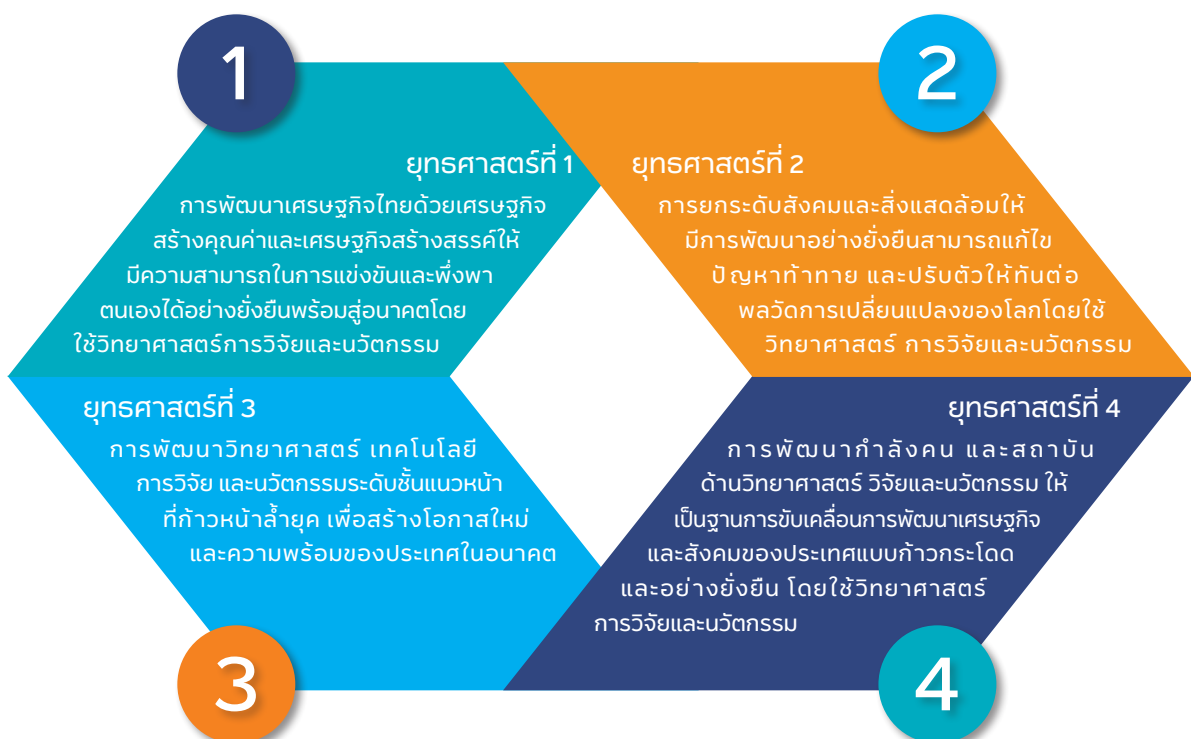 1
ยุทธศาสตร์ที่ 1
การพัฒนาเศรษฐกิจไทยด้วยเศรษฐกิจ
สร้างคุณค่าและเศรษฐกิจสร้างสรรค์ให้
มีความสามารถในการแข่งขันและพึ่งพา
ตนเองได้อย่างยั่งยืนพร้อมสู่อนาคตโดย
ใช้วิทยาศาสตร์การวิจัยและนวัตกรรม
2
ยุทธศาสตร์ที่ 2
การยกระดับสังคมและสิ่งแสดล้อมให้
มีการพัฒนาอย่างยั่งยืนสามารถแก้ไข
ปัญหาท้าทาย และปรับตัวให้ทันต่อ
พลวัดการเปลี่ยนแปลงของโลกโดยใช้
วิทยาศาสตร์ การวิจัยและนวัตกรรม
ยุทธศาสตร์ที่ 3
การพัฒนาวิทยาศาสตร์ เทคโนโลยี
การวิจัย และนวัตกรรมระดับชั้นแนวหน้า
ที่ก้าวหน้าล้ำยุค เพื่อสร้างโอกาสใหม่
และความพร้อมของประเทศในอนาคต
3
ยุทธศาสตร์ที่ 4
การพัฒนากำลังคน และสถาบัน
ด้านวิทยาศาสตร์ วิจัยและนวัตกรรม ให้
เป็นฐานการขับเคลื่อนการพัฒนาเศรษฐกิจ
และสังคมของประเทศแบบก้าวกระโดด
และอย่างยั่งยืน โดยใช้วิทยาศาสตร์
การวิจัยและนวัตกรรม
4